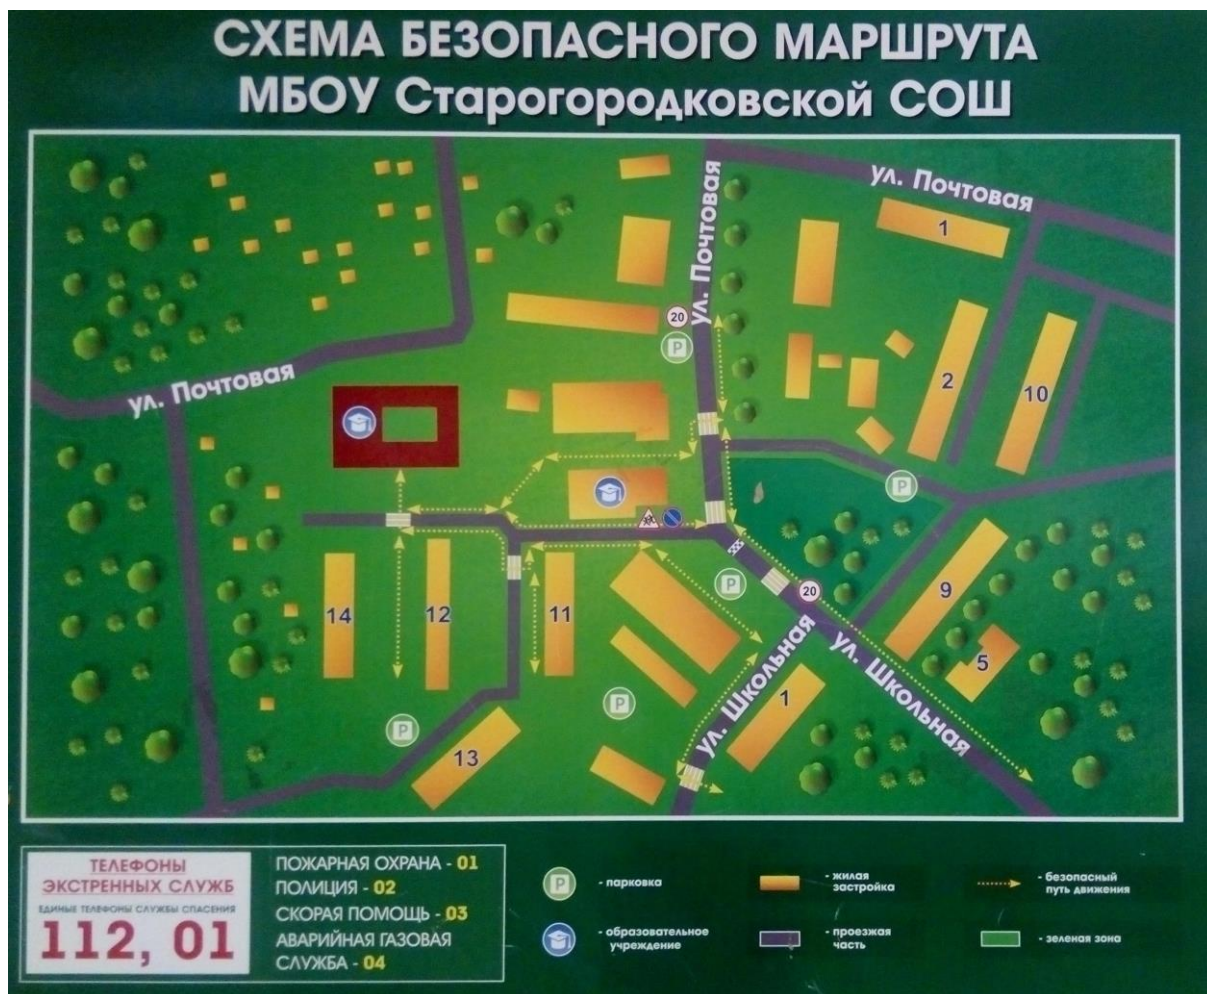 СХЕМА БЕЗОПАСНОГО МАРШРУТА
МБОУ Старогородковской СОШ
ул. Почтовая
ул. Почтовая
1
20
P
ул. Почтовая
2
10
P
14
12
11
P
20
9
5
ул. Школьная
ул. Школьная
1
P
P
13
ТЕЛЕФОНЫ
ЭКСТРЕННЫХ СЛУЖБ
ЕДИНЫЕ ТЕЛЕФОНЫ СЛУЖБЫ СПАСЕНИЯ
112, 01
ПОЖАРНАЯ ОХРАНА - 01
ПОЛИЦИЯ - 02
СКОРАЯ ПОМОЩЬ - 03
АВАРИЙНАЯ ГАЗОВАЯ
СЛУЖБА - 04
P
- парковка
- образовательное
учреждение
- жилая
застройка
- проезжая
часть
- безопасный
путь движения
- зеленая зона